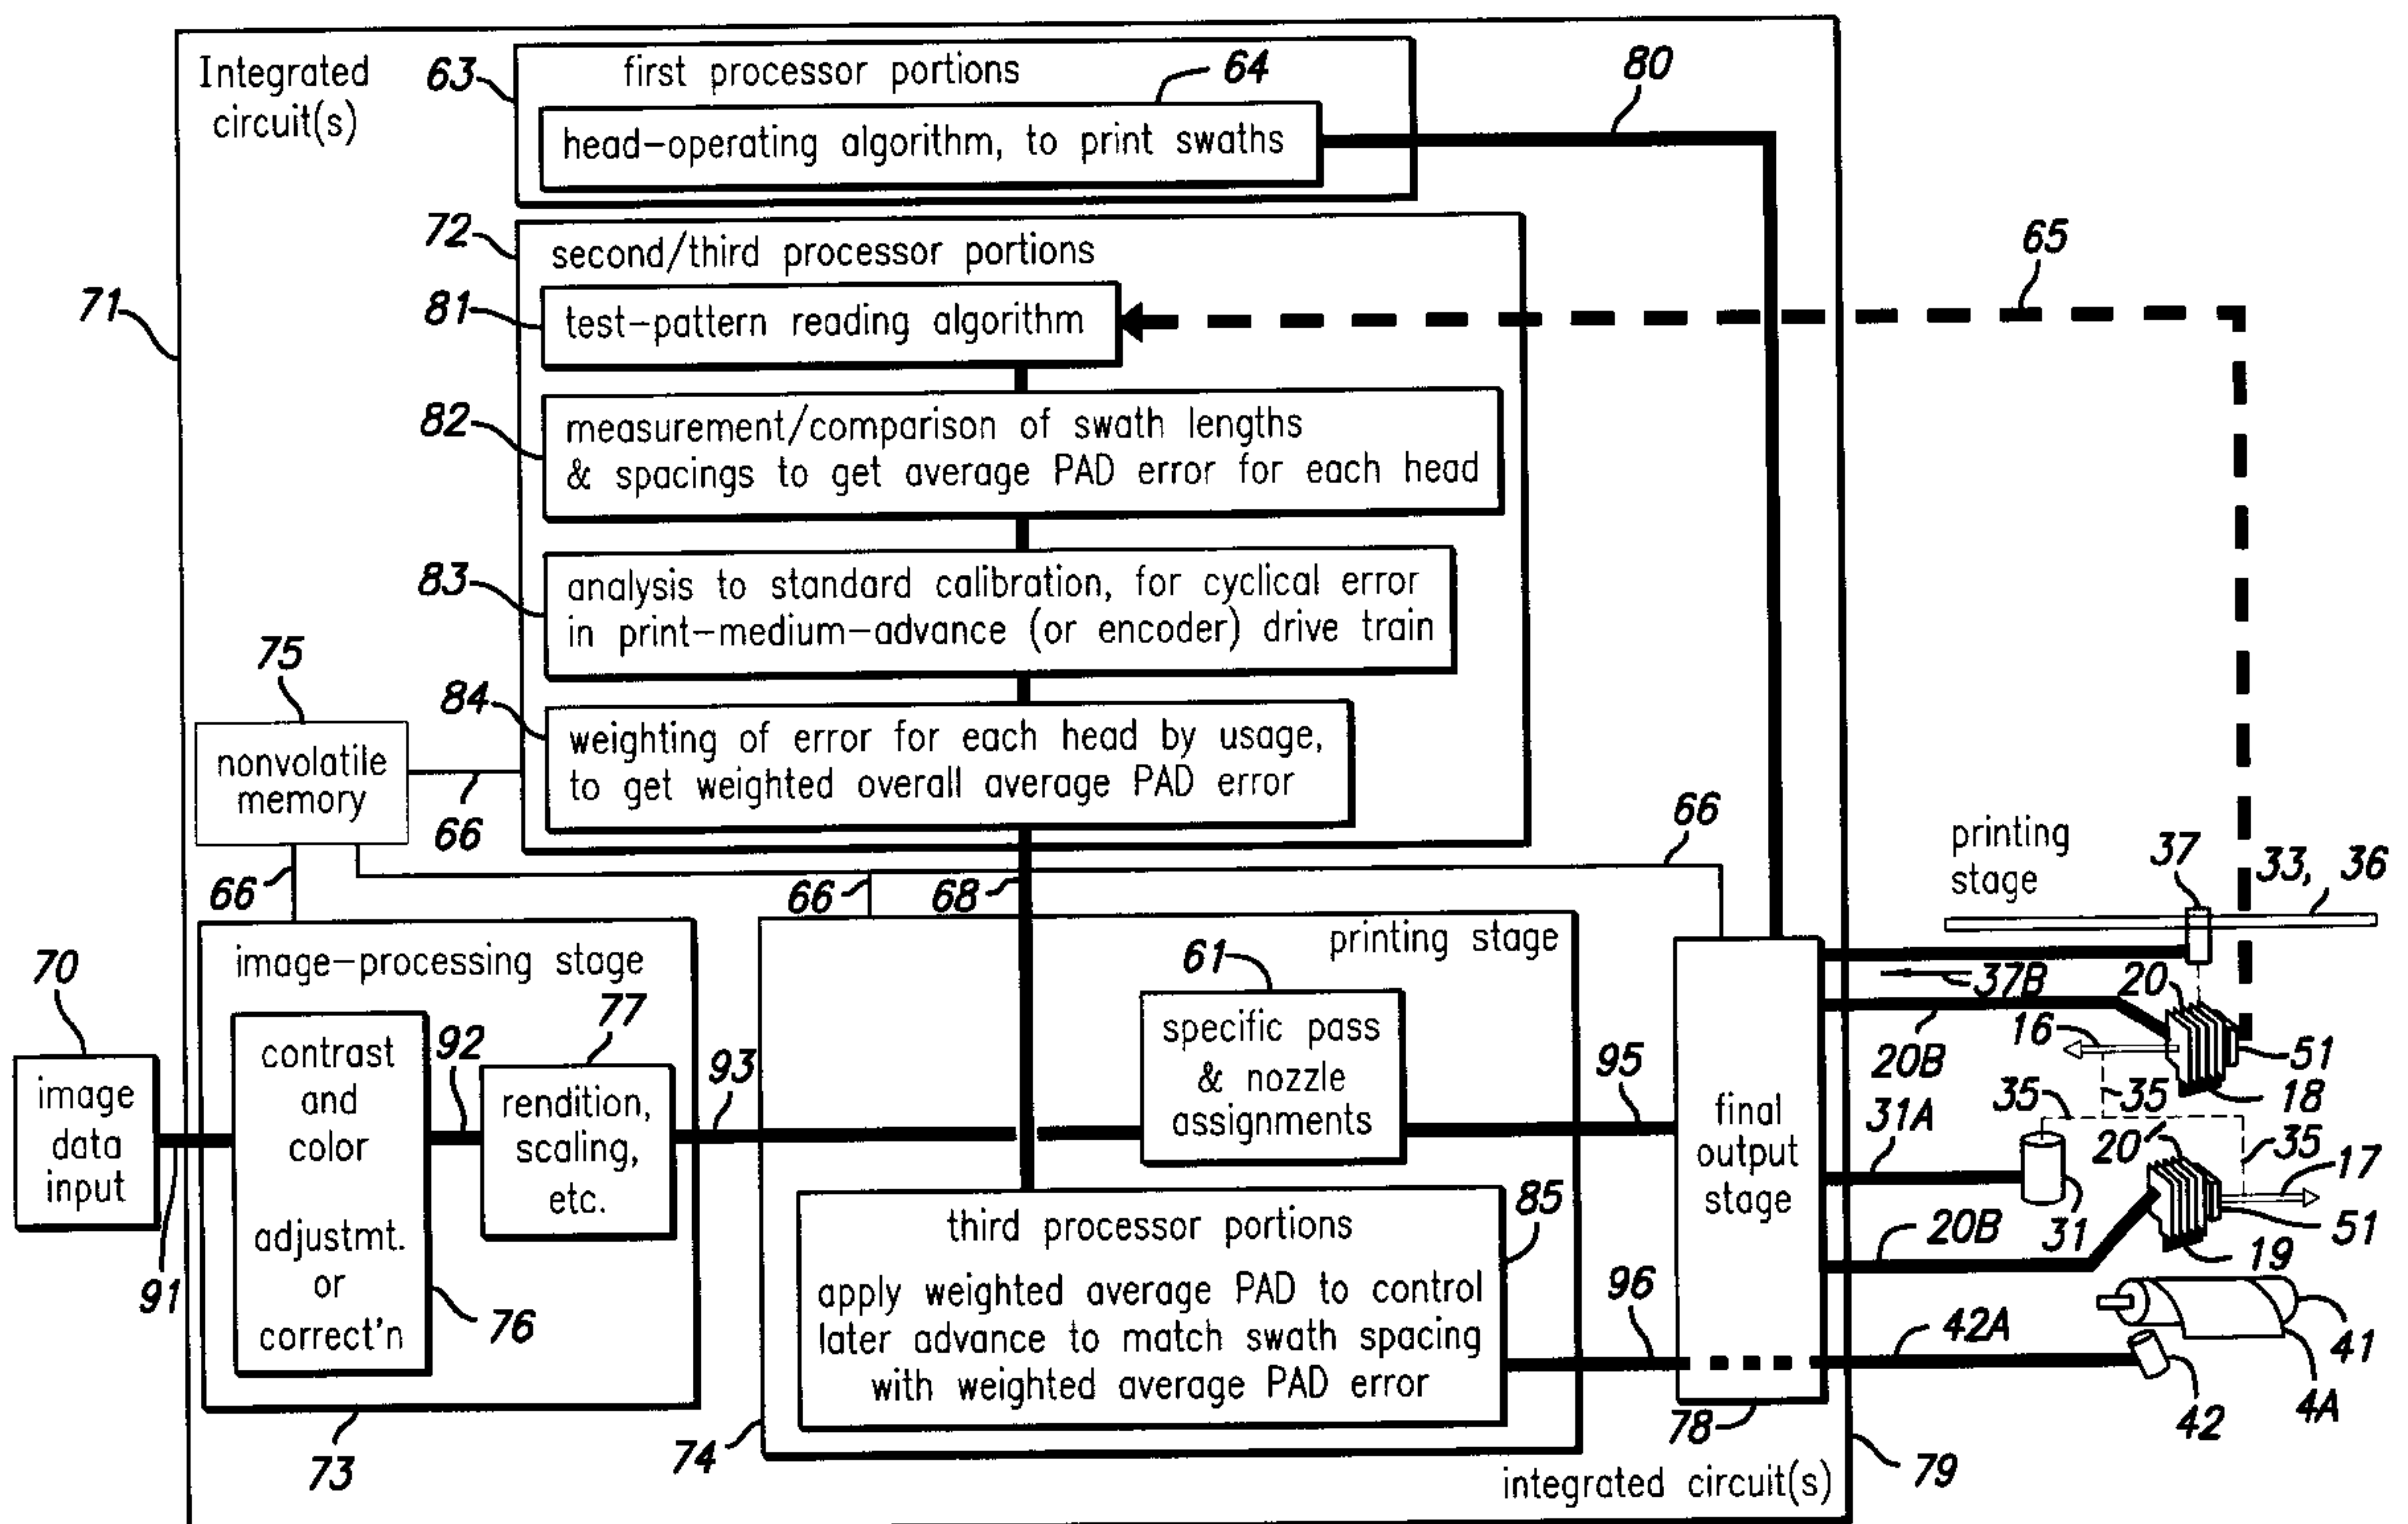 Integrated
circuit(s)
63
first processor portions
64
80
head-operating algorithm, to print swaths
72
second/third processor portions
65
71
81
test-pattern reading algorithm
82
measurement/comparison of swath lengths
& spacings to get average PAD error for each head
83
analysis to standard calibration, for cyclical error
in print-medium-advance (or encoder) drive train
75
84
nonvolatile
memory
66
weighting of error for each head by usage,
to get weighted overall average PAD error
66
66
66
68
printing
stage
37
33, 36
70
image-processing stage
printing stage
61
37B
20
image
data
input
contrast
and
color
adjustmt.
or
correct'n
92
77
rendition,
scaling,
etc.
93
specific pass
& nozzle
assignments
95
final
output
stage
20B
16
51
18
35
35
31A
20
35
17
31
51
20B
19
91
76
third processor portions
85
apply weighted average PAD to control
later advance to match swath spacing
with weighted average PAD error
96
42A
41
42
4A
73
74
78
79
integrated circuit(s)